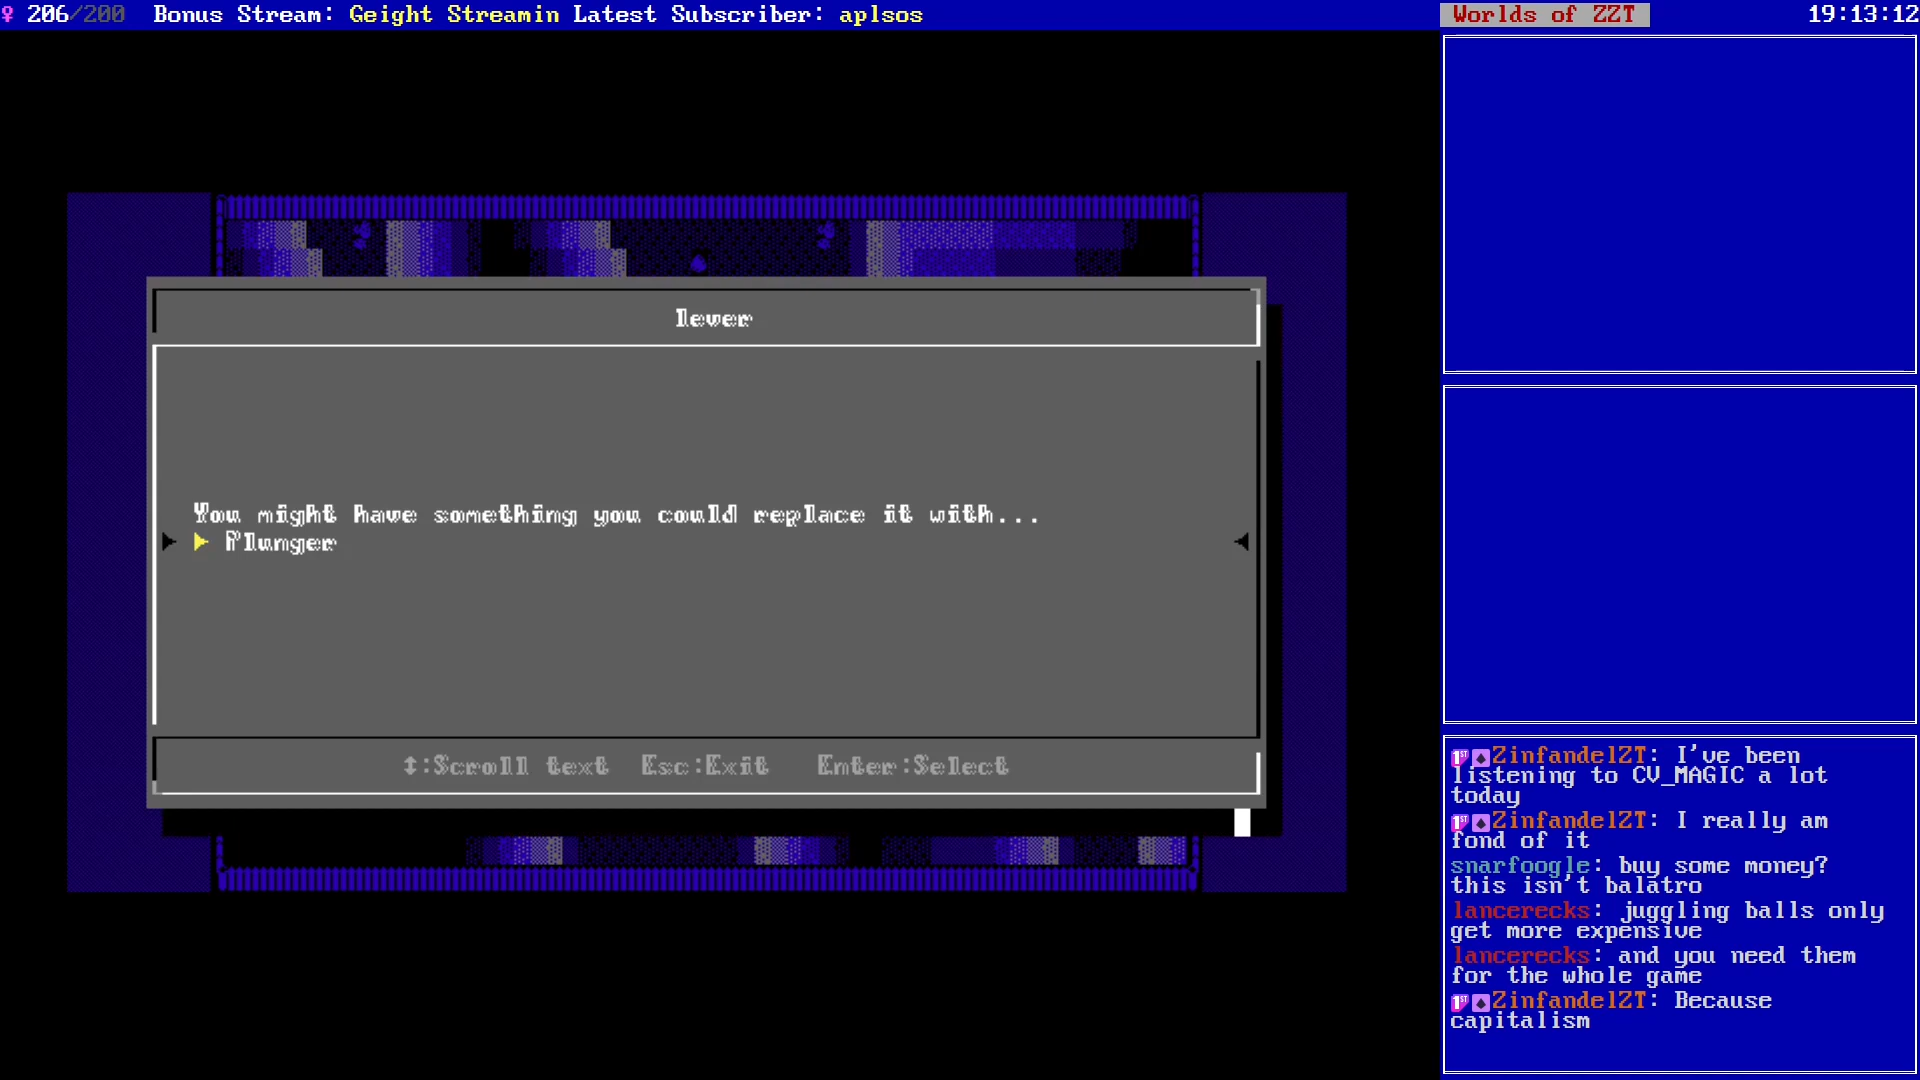 ♀ 206/200 Bonus Stream: Geight Streamin Latest Subscriber: aplsos
Worlds of ZZT
19:13:12
lever
You might have something you could replace it with...
Plunger
↕:Scroll text Esc:Exit Enter:Select
1ST ZinfandelZT: I've been
listening to CV_MAGIC a lot
today
1ST ZinfandelZT: I really am
fond of it
snarfoogle: buy some money?
this isn't balatro
lancerecks: juggling balls only
get more expensive
lancerecks: and you need them
for the whole game
1ST ZinfandelZT: Because
capitalism